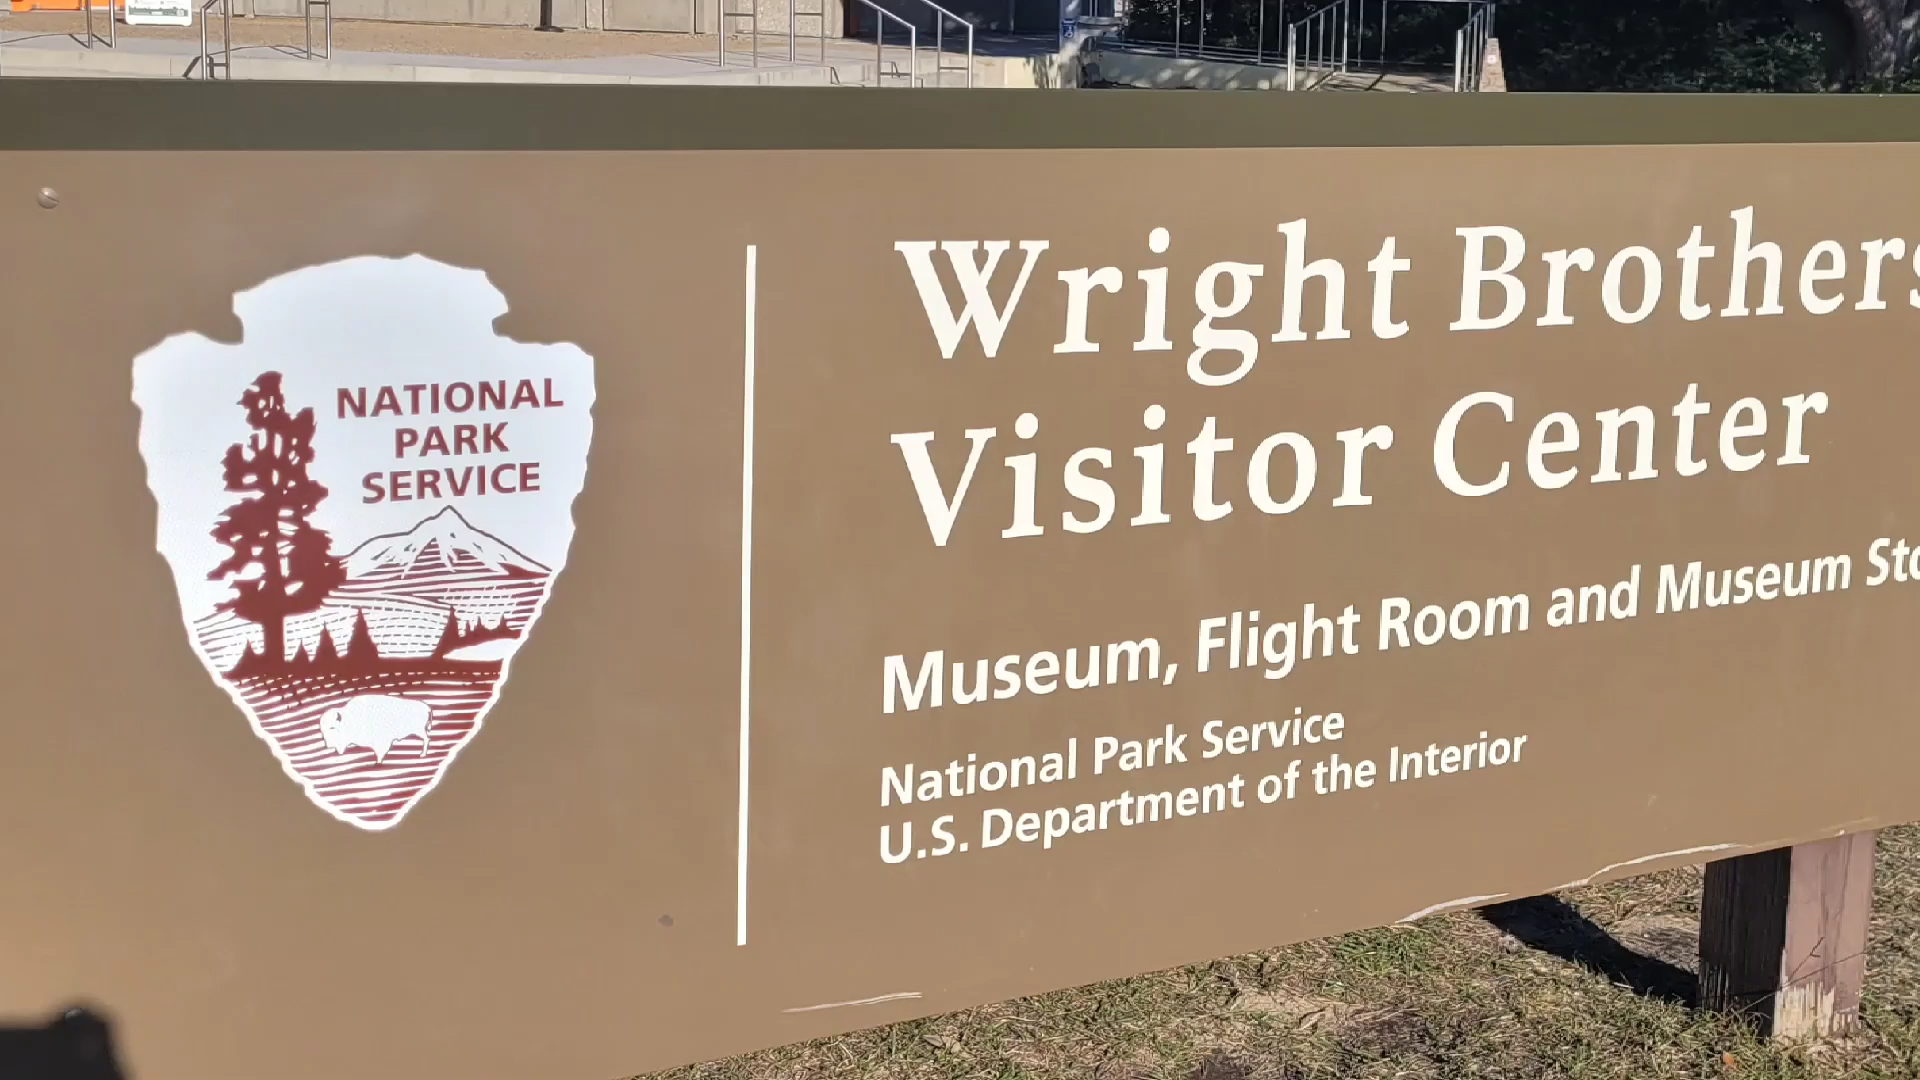 NATIONAL
PARK
SERVICE
Wright Brothers
Visitor Center
Museum, Flight Room and Museum Sto
National Park Service
U.S. Department of the Interior